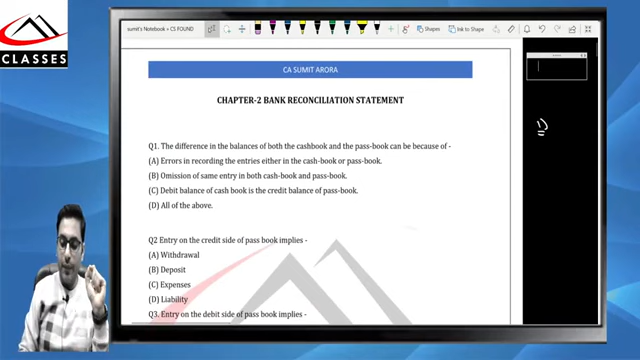 sumit's Notebook » CS FOUND
Shapes
Ink to Shape
CLASSES
CA SUMIT ARORA
CHAPTER-2 BANK RECONCILIATION STATEMENT
Q1. The difference in the balances of both the cashbook and the pass-book can be because of -
(A) Errors in recording the entries either in the cash-book or pass-book.
(B) Omission of same entry in both cash-book and pass-book.
(C) Debit balance of cash book is the credit balance of pass-book.
(D) All of the above.
Q2 Entry on the credit side of pass book implies -
(A) Withdrawal
(B) Deposit
(C) Expenses
(D) Liability
Q3. Entry on the debit side of pass book implies -